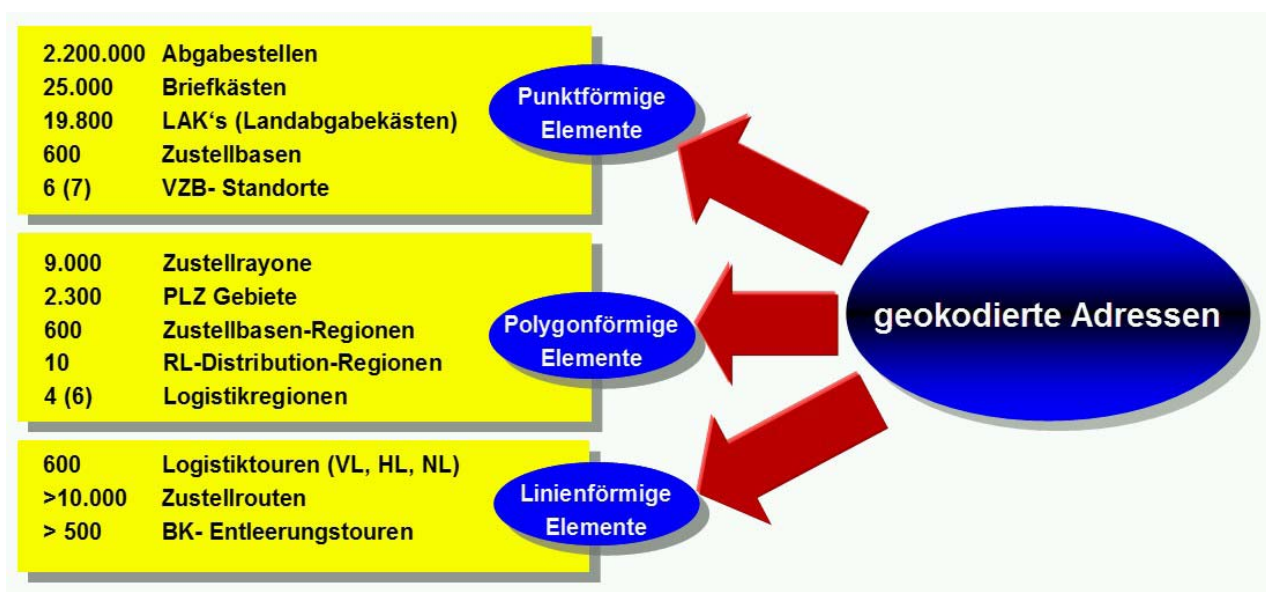 2.200.000 Abgabestellen
25.000 Briefkästen
19.800 LAK‘s (Landabgabekästen)
600 Zustellbasen
6 (7) VZB- Standorte
Punktförmige
Elemente
9.000 Zustellrayone
2.300 PLZ Gebiete
600 Zustellbasen-Regionen
10 RL-Distribution-Regionen
4 (6) Logistikregionen
Polygonförmige
Elemente
600 Logistiktouren (VL, HL, NL)
>10.000 Zustellrouten
> 500 BK- Entleerungstouren
Linienförmige
Elemente
geokodierte Adressen